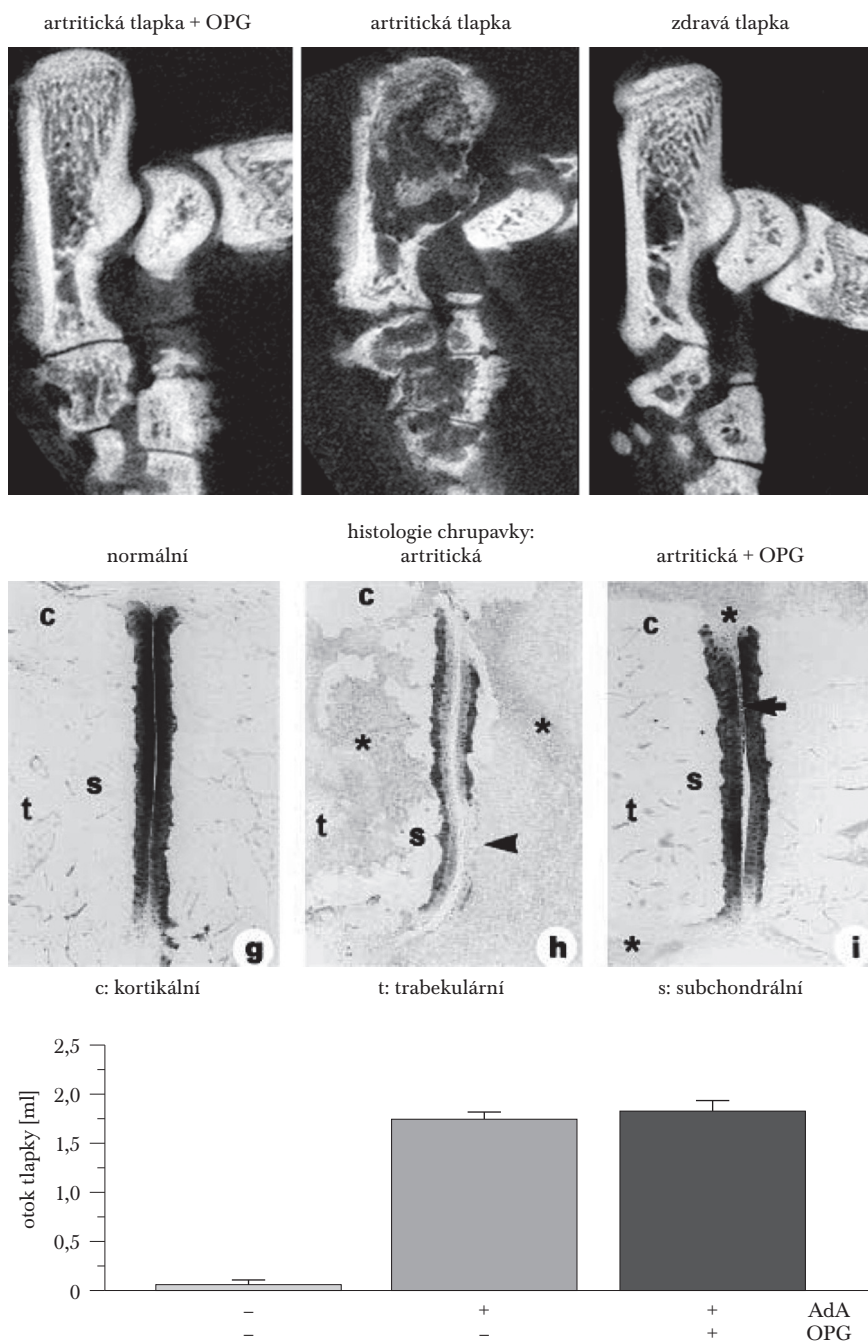 artritická tlapka + OPG
artritická tlapka
zdravá tlapka
histologie chrupavky:
normální
artritická
artritická + OPG
c
t
s
g
c
*
*
t
s
h
*
c
s
t
*
i
c: kortikální
t: trabekulární
s: subchondrální
otok tlapky [ml]
2,5
2,0
1,5
1,0
0,5
0
– + + AdA
– – + OPG